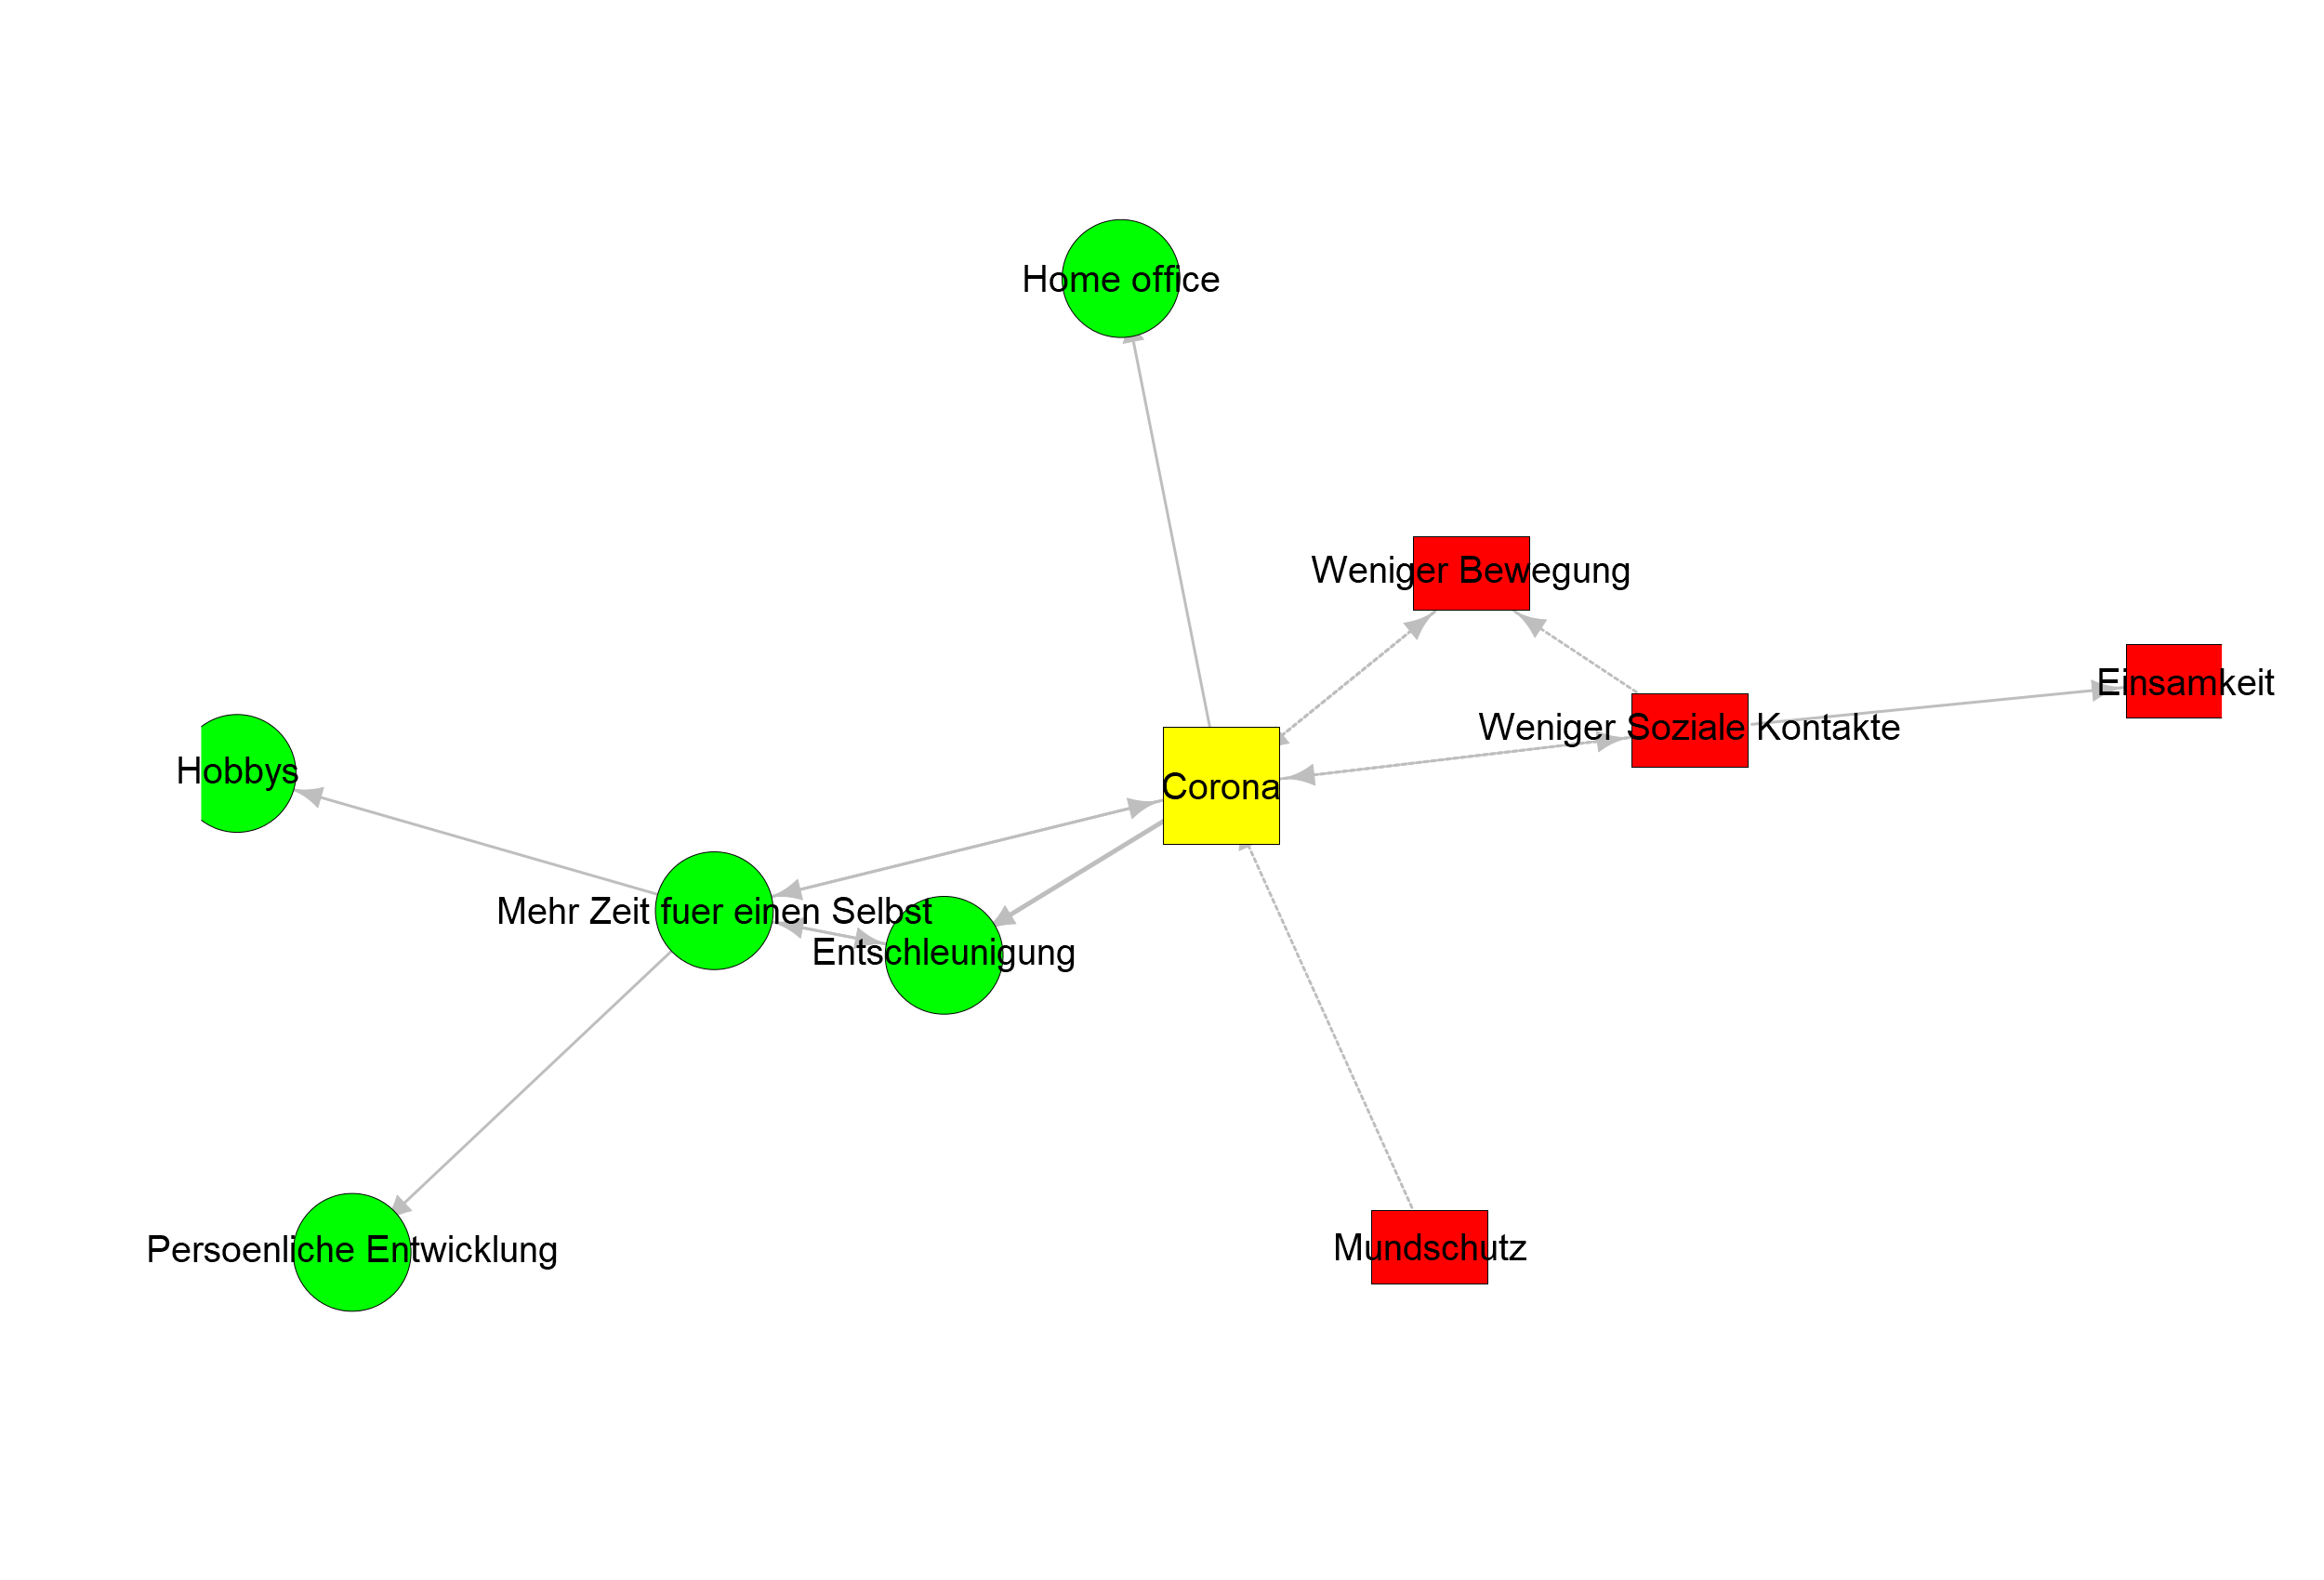 Home office
Weniger Bewegung
Einsamkeit
Weniger Soziale Kontakte
Hobbys
Corona
Mehr Zeit fuer einen Selbst
Entschleunigung
Persoenliche Entwicklung
Mundschutz